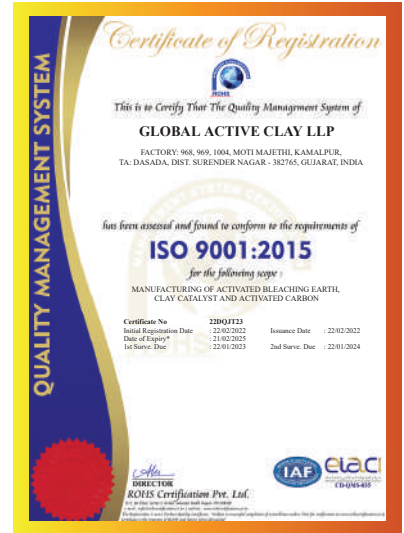 Certificate of Registration
ROHS
This is to Certify That The Quality Management System of
GLOBAL ACTIVE CLAY LLP
FACTORY: 968, 969, 1004, MOTI MAJETHI, KAMALPUR,
TA: DASADA, DIST. SURENDER NAGAR - 382765, GUJARAT, INDIA
has been assessed and found to conform to the requirements of
ISO 9001:2015
for the following scope :
MANUFACTURING OF ACTIVATED BLEACHING EARTH,
CLAY CATALYST AND ACTIVATED CARBON
Certificate No 22DQJT23
Initial Registration Date : 22/02/2022 Issuance Date : 22/02/2022
Date of Expiry* : 21/02/2025
1st Surve. Due : 22/01/2023 2nd Surve. Due : 22/01/2024
QUALITY MANAGEMENT SYSTEM
DIRECTOR
ROHS Certification Pvt. Ltd.
IAF
eiaci
CB-QMS-035